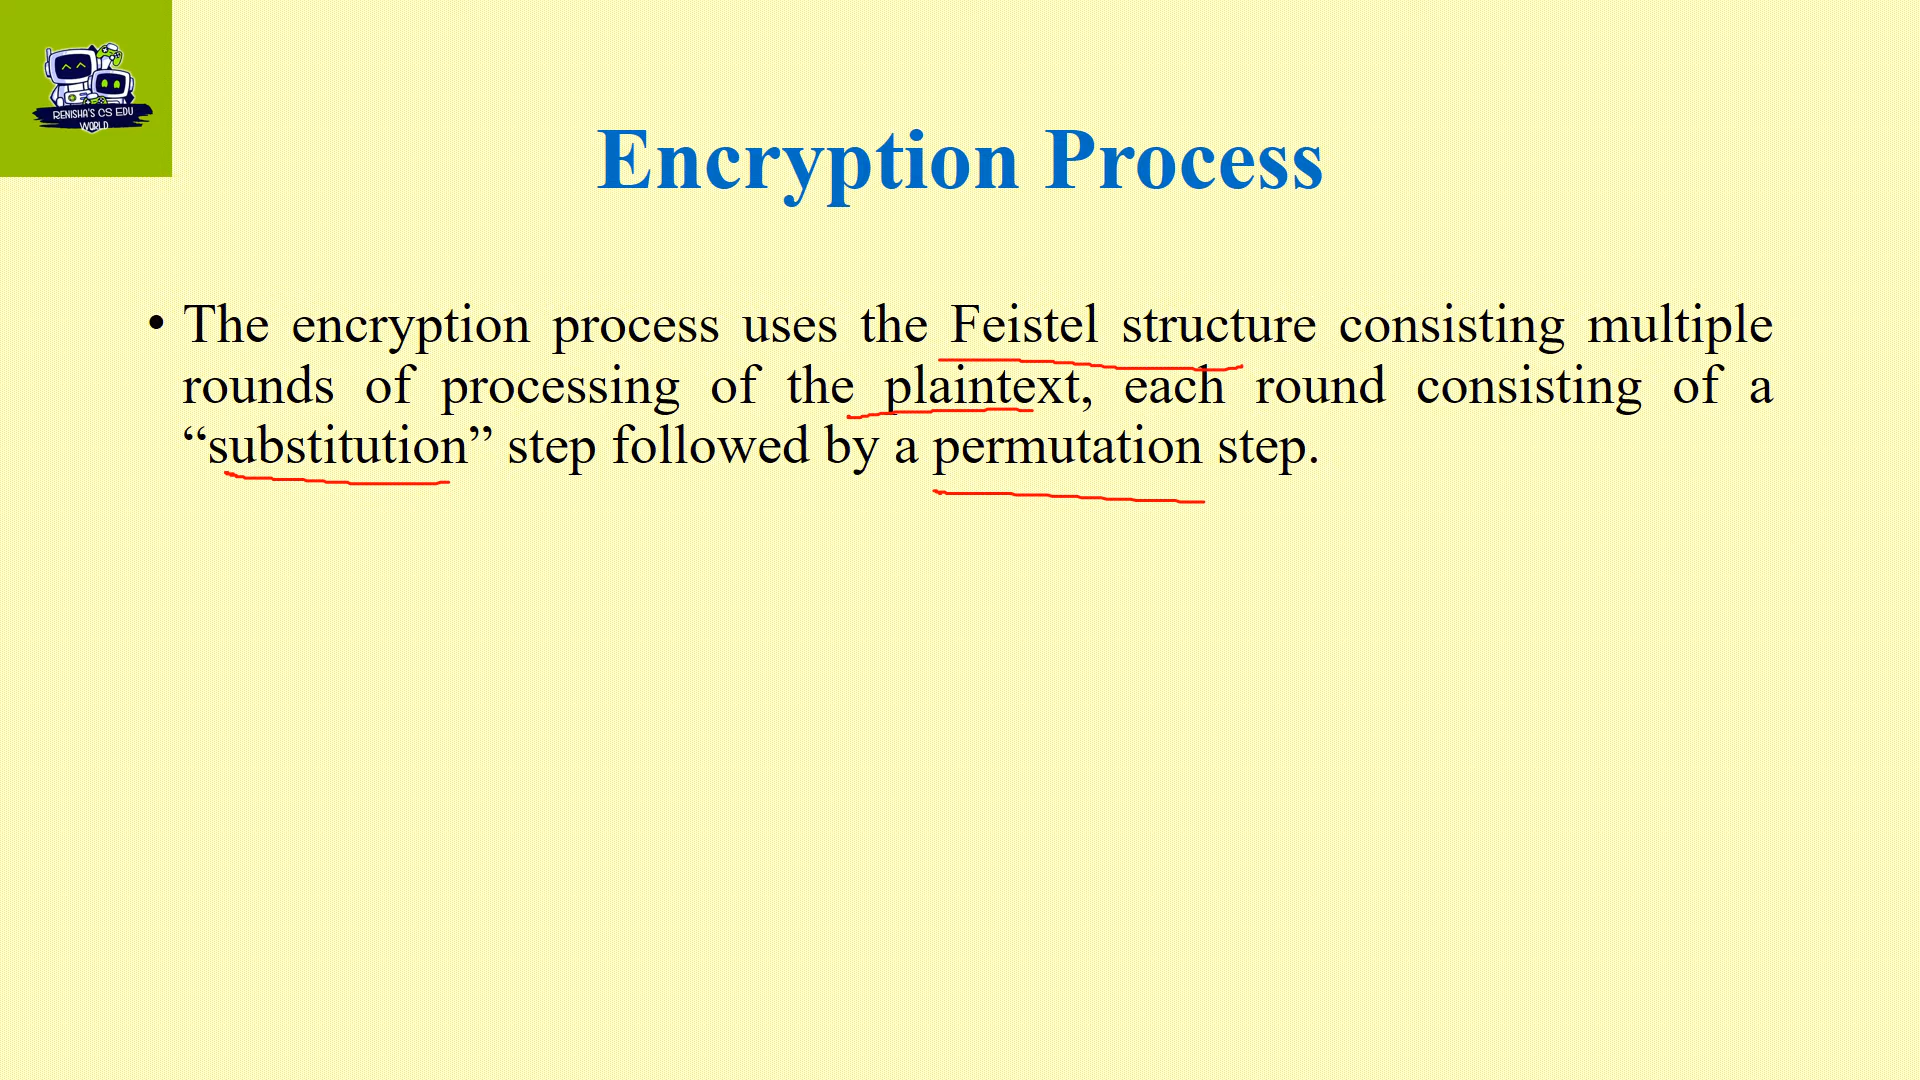 RENISHA'S CS EDU
WORLD
Encryption Process
• The encryption process uses the Feistel structure consisting multiple
rounds of processing of the plaintext, each round consisting of a
“substitution” step followed by a permutation step.